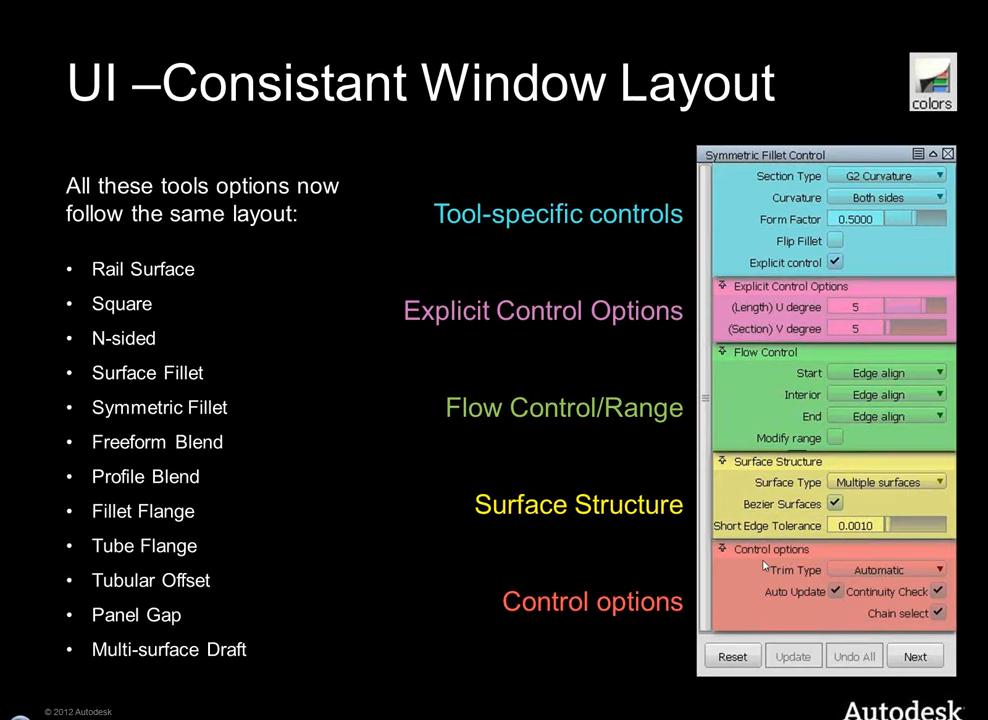 UI –Consistant Window Layout
colors
All these tools options now
follow the same layout:
• Rail Surface
• Square
• N-sided
• Surface Fillet
• Symmetric Fillet
• Freeform Blend
• Profile Blend
• Fillet Flange
• Tube Flange
• Tubular Offset
• Panel Gap
• Multi-surface Draft
Tool-specific controls
Explicit Control Options
Flow Control/Range
Surface Structure
Control options
Symmetric Fillet Control
Section Type G2 Curvature
Curvature Both sides
Form Factor 0.5000
Flip Fillet
Explicit control
Explicit Control Options
(Length) U degree 5
(Section) V degree 5
Flow Control
Start Edge align
Interior Edge align
End Edge align
Modify range
Surface Structure
Surface Type Multiple surfaces
Bezier Surfaces
Short Edge Tolerance 0.0010
Control options
Trim Type Automatic
Auto Update Continuity Check
Chain select
Reset Update Undo All Next
© 2012 Autodesk
Autodesk